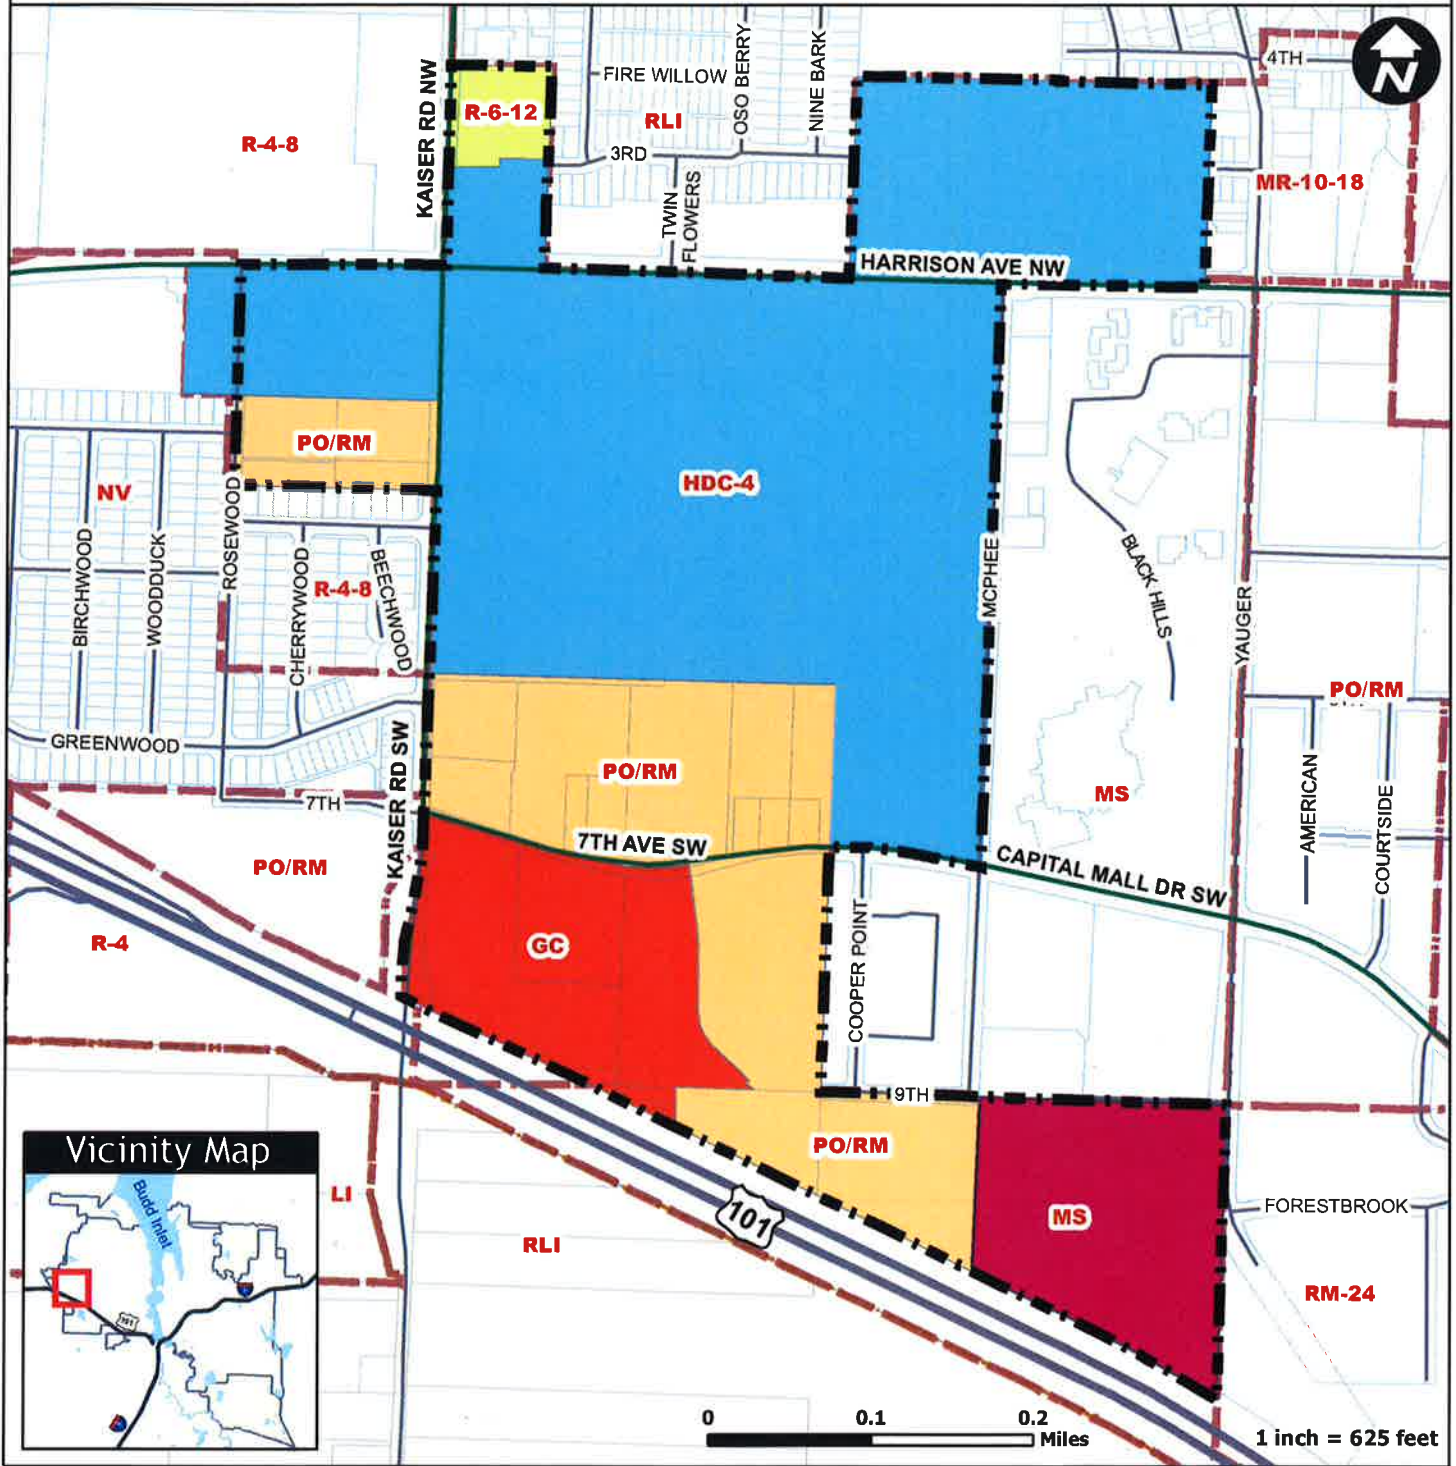 4TH
N
FIRE WILLOW
OSO BERRY
NINE BARK
KAISER RD NW
R-6-12
RLI
R-4-8
3RD
MR-10-18
TWIN
FLOWERS
HARRISON AVE NW
PO/RM
HDC-4
NV
ROSEWOOD
BIRCHWOOD
WOODDUCK
CHERRYWOOD
R-4-8
BEECHWOOD
MCPHEE
BLACK HILLS
YAUGER
PO/RM
GREENWOOD
KAISER RD SW
PO/RM
MS
AMERICAN
COURTSIDE
7TH
7TH AVE SW
CAPITAL MALL DR SW
PO/RM
R-4
GC
COOPER POINT
9TH
PO/RM
Vicinity Map
Budd Inlet
101
LI
RLI
101
MS
FORESTBROOK
RM-24
0
0.1
0.2
Miles
1 inch = 625 feet